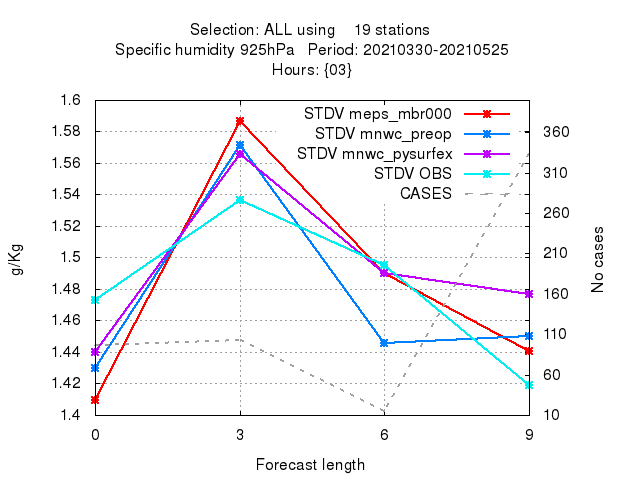 Selection: ALL using    19 stations
Specific humidity 925hPa   Period: 20210330-20210525
Hours: {03}
STDV meps_mbr000
STDV mnwc_preop
STDV mnwc_pysurfex
STDV OBS
CASES
1.6
1.58
1.56
1.54
1.52
1.5
1.48
1.46
1.44
1.42
1.4
g/Kg
360
310
260
210
160
110
60
10
No cases
0 3 6 9
Forecast length